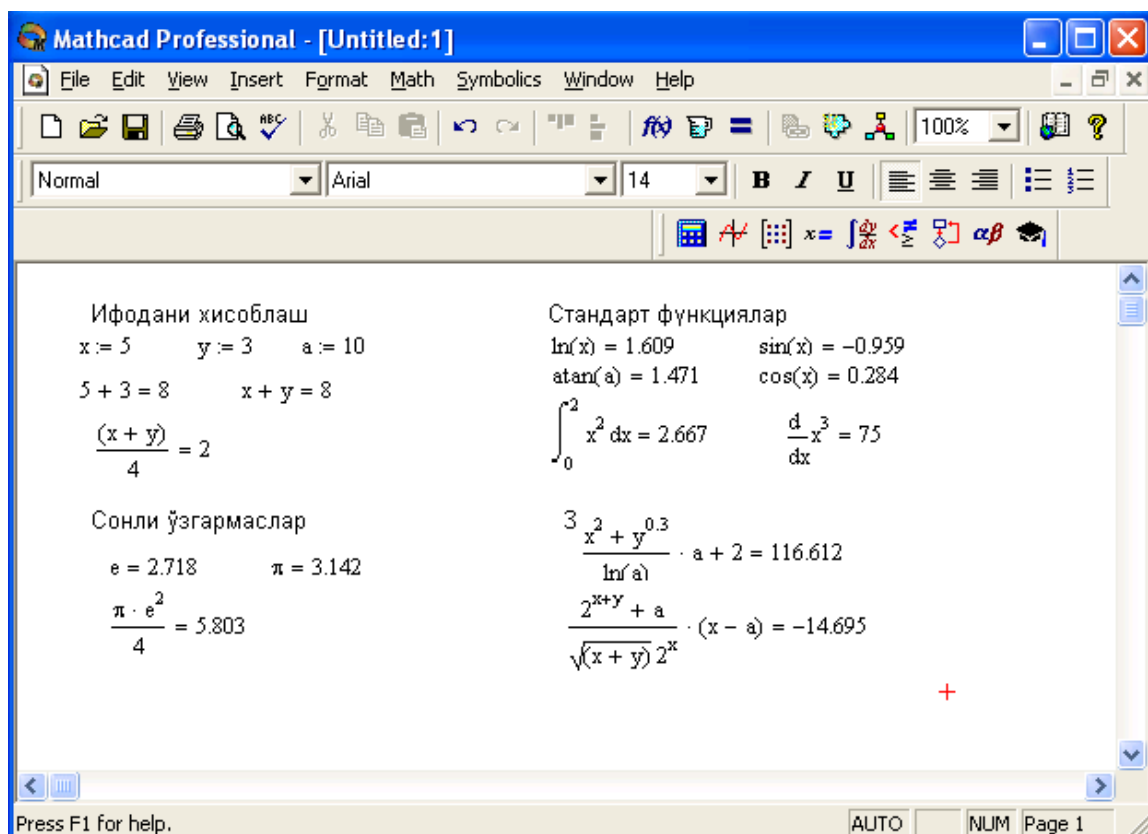 Mathcad Professional - [Untitled:1]
File Edit View Insert Format Math Symbolics Window Help
100%
Normal Arial 14 B I U
x= αβ
Ифодани хисоблаш
x := 5 y := 3 a := 10
5 + 3 = 8 x + y = 8
(x + y)/4 = 2
Сонли ўзгармаслар
e = 2.718 π = 3.142
(π · e^2)/4 = 5.803
Стандарт функциялар
ln(x) = 1.609 sin(x) = −0.959
atan(a) = 1.471 cos(x) = 0.284
∫_0^2 x^2 dx = 2.667 d/dx x^3 = 75
3 (x^2 + y^0.3)/ln(a) · a + 2 = 116.612
(2^(x+y) + a)/(√(x + y) 2^x) · (x − a) = −14.695
Press F1 for help. AUTO NUM Page 1